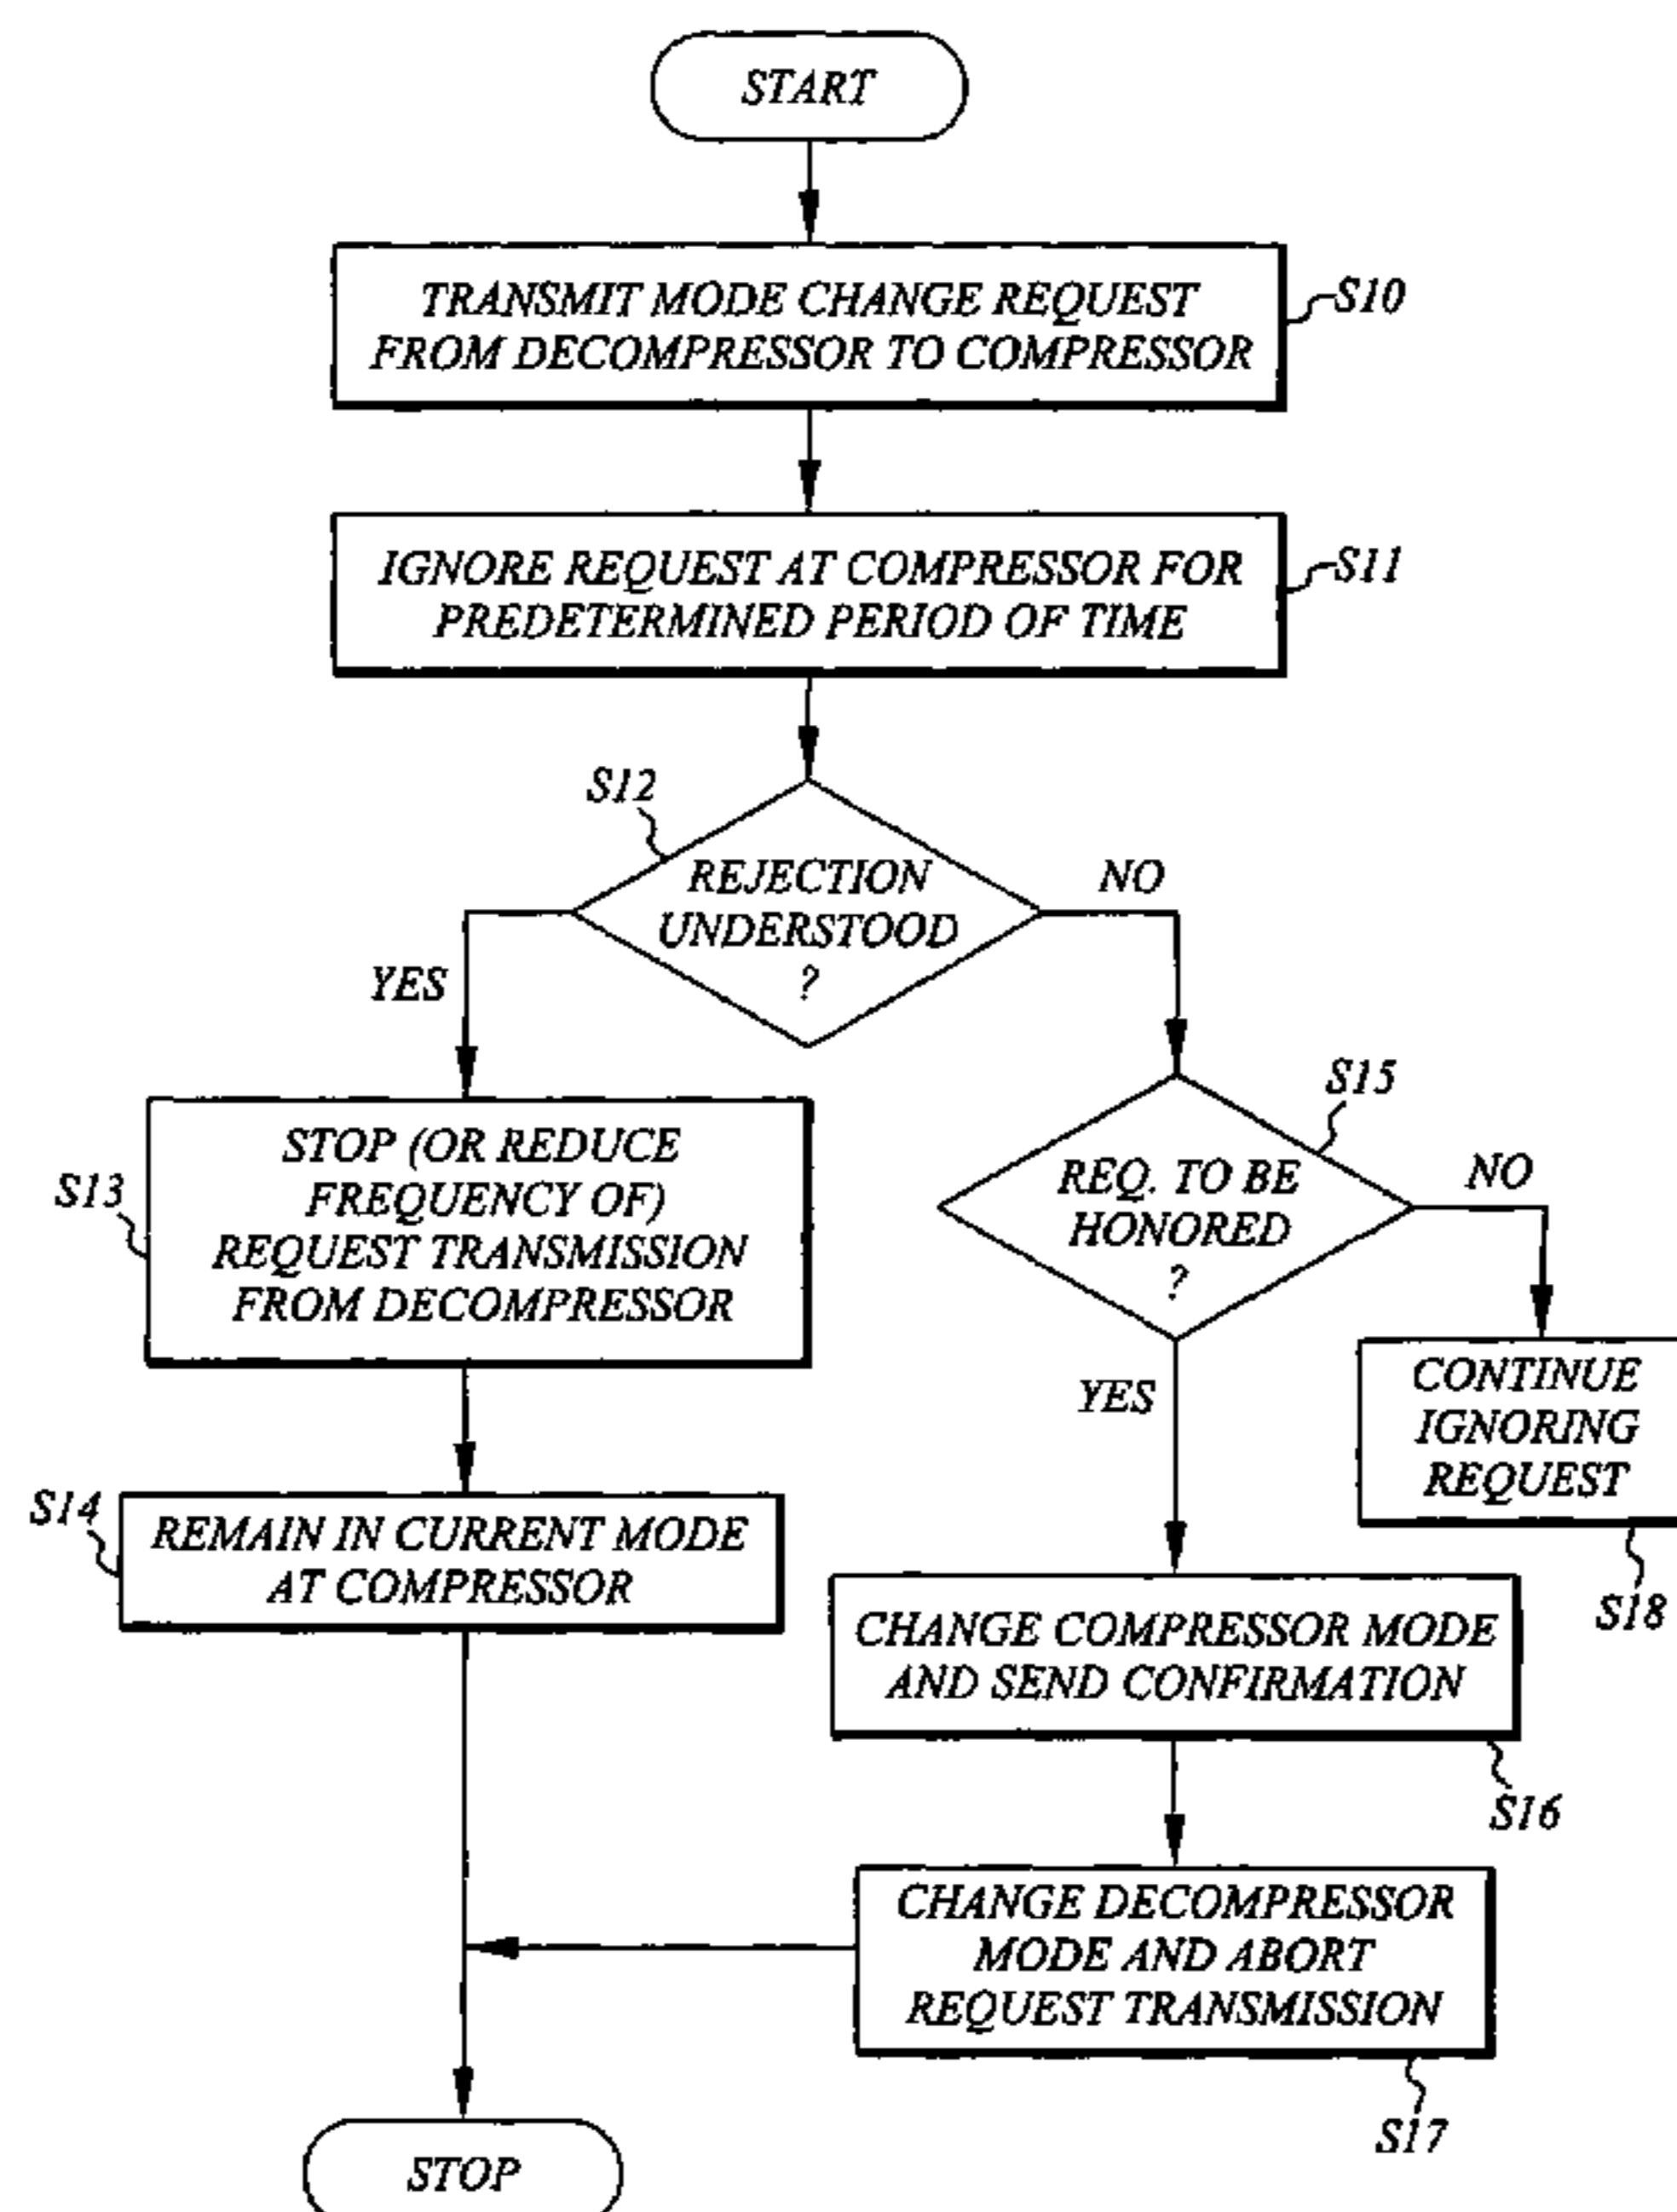 START
TRANSMIT MODE CHANGE REQUEST
FROM DECOMPRESSOR TO COMPRESSOR
S10
IGNORE REQUEST AT COMPRESSOR FOR
PREDETERMINED PERIOD OF TIME
S11
S12
REJECTION
UNDERSTOOD
?
NO
YES
S15
STOP (OR REDUCE
FREQUENCY OF)
REQUEST TRANSMISSION
FROM DECOMPRESSOR
S13
REQ. TO BE
HONORED
?
NO
YES
CONTINUE
IGNORING
REQUEST
S18
S14
REMAIN IN CURRENT MODE
AT COMPRESSOR
CHANGE COMPRESSOR MODE
AND SEND CONFIRMATION
S16
CHANGE DECOMPRESSOR
MODE AND ABORT
REQUEST TRANSMISSION
S17
STOP